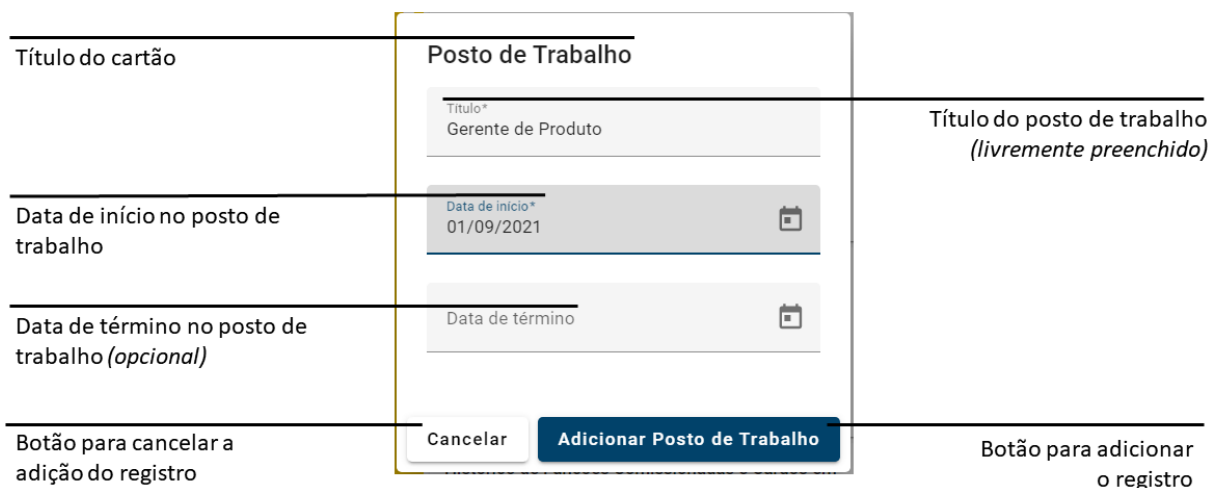 Título do cartão
Posto de Trabalho
Título*
Gerente de Produto
Título do posto de trabalho
(livremente preenchido)
Data de início no posto de
trabalho
Data de início*
01/09/2021
Data de término no posto de
trabalho (opcional)
Data de término
Botão para cancelar a
adição do registro
Cancelar
Adicionar Posto de Trabalho
Botão para adicionar
o registro